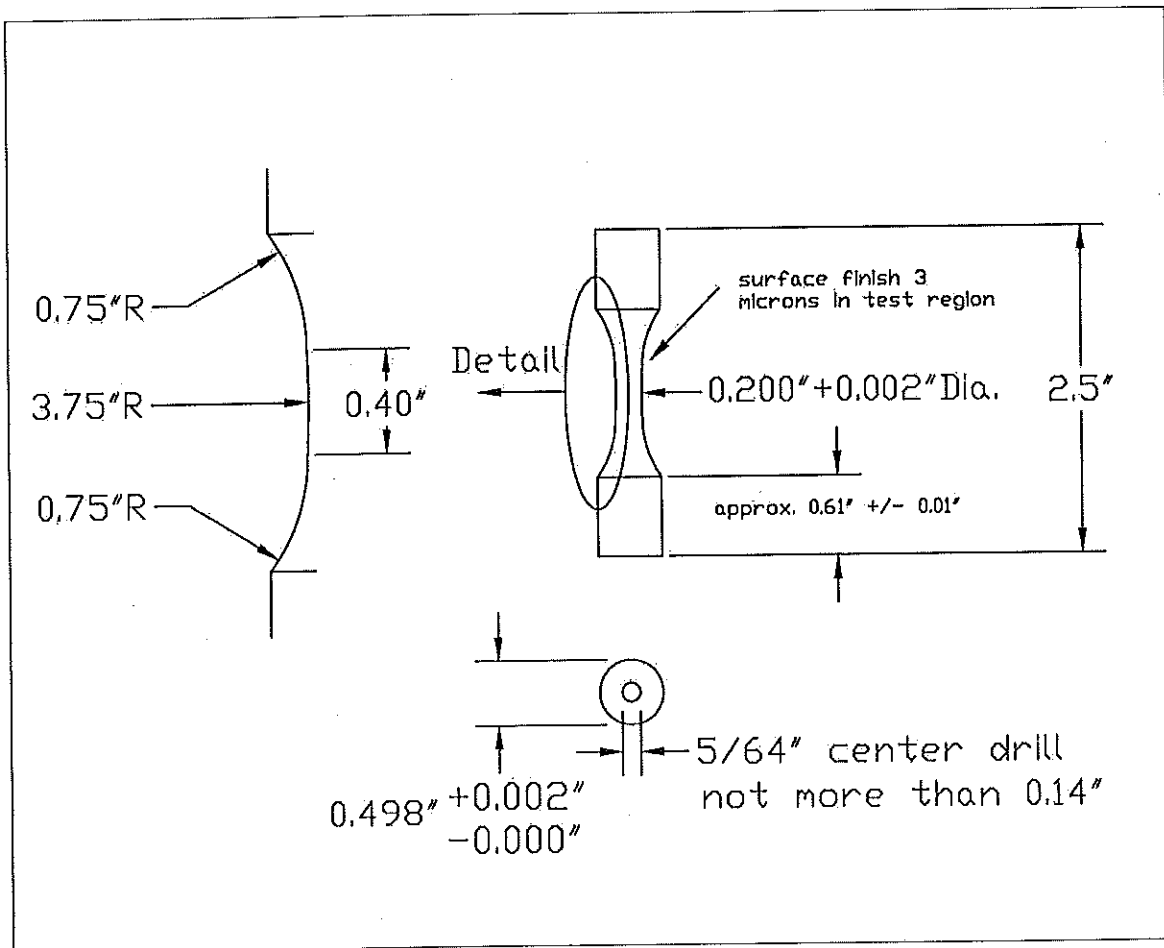 0.75"R
3.75"R
0.75"R
0.40"
Detail
surface finish 3
microns in test region
0.200"+0.002"Dia.
2.5"
approx. 0.61" +/- 0.01"
0.498" +0.002"
-0.000"
5/64" center drill
not more than 0.14"